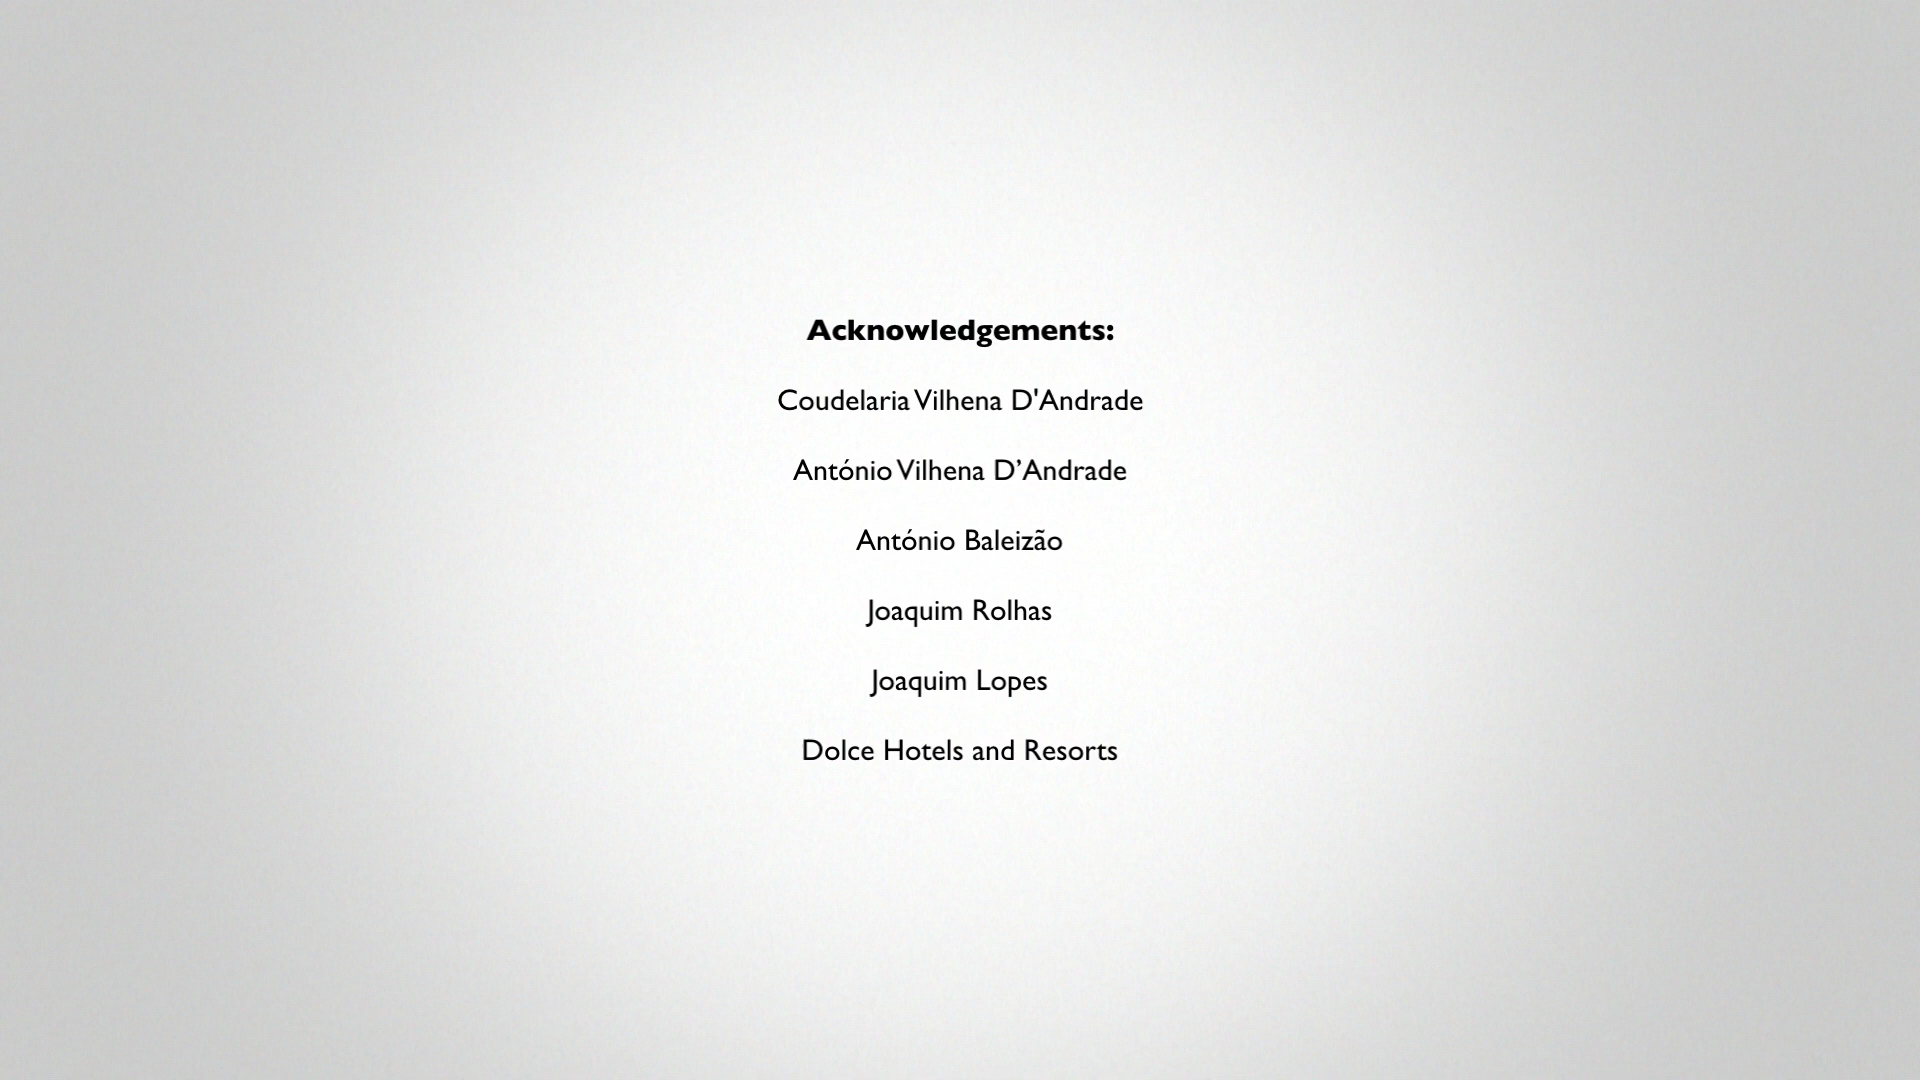 Acknowledgements:
Coudelaria Vilhena D'Andrade
António Vilhena D’Andrade
António Baleizão
Joaquim Rolhas
Joaquim Lopes
Dolce Hotels and Resorts